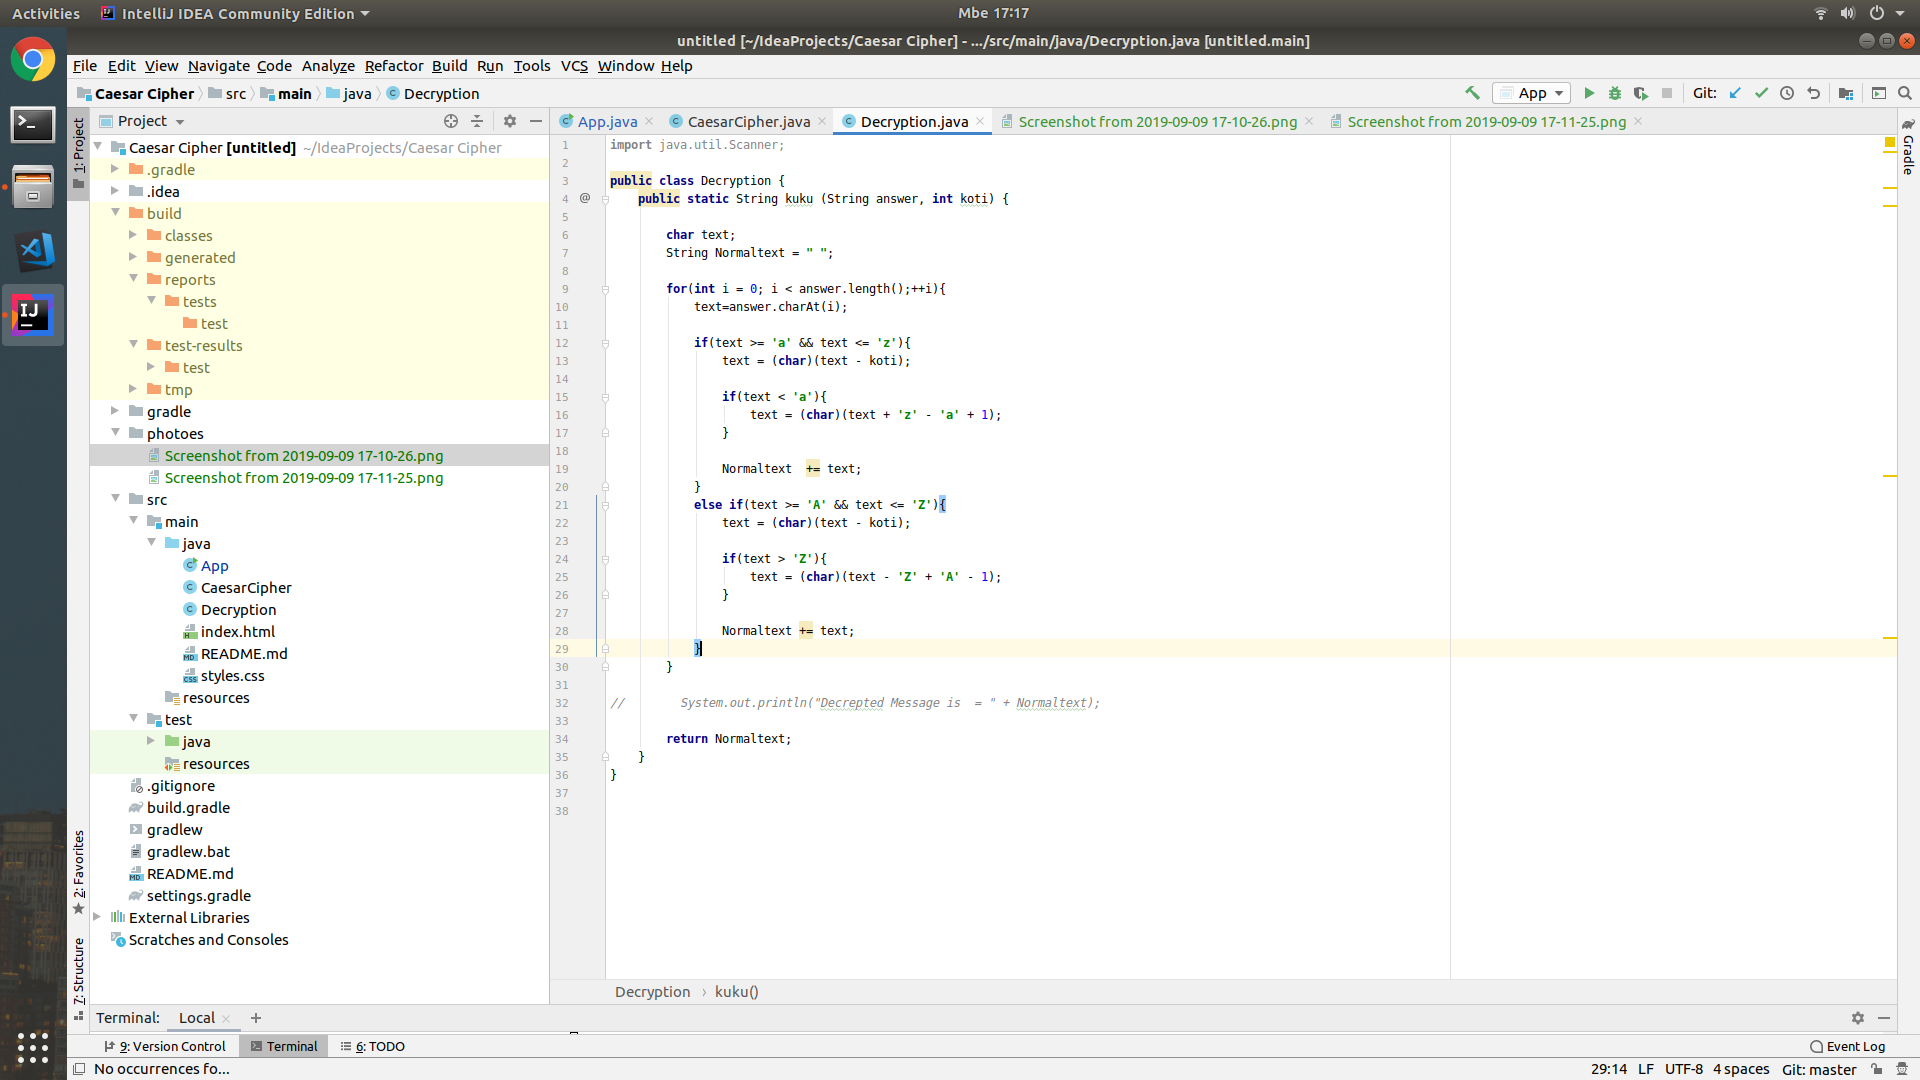 Activities
IntelliJ IDEA Community Edition
Mbe 17:17
untitled [~/IdeaProjects/Caesar Cipher] - .../src/main/java/Decryption.java [untitled.main]
File Edit View Navigate Code Analyze Refactor Build Run Tools VCS Window Help
Caesar Cipher src main java Decryption
App
Git:
1: Project
Project
App.java
CaesarCipher.java
Decryption.java
Screenshot from 2019-09-09 17-10-26.png
Screenshot from 2019-09-09 17-11-25.png
Gradle
Caesar Cipher [untitled] ~/IdeaProjects/Caesar Cipher
.gradle
.idea
build
classes
generated
reports
tests
test
test-results
test
tmp
gradle
photoes
Screenshot from 2019-09-09 17-10-26.png
Screenshot from 2019-09-09 17-11-25.png
src
main
java
App
CaesarCipher
Decryption
index.html
README.md
styles.css
resources
test
java
resources
.gitignore
build.gradle
gradlew
gradlew.bat
README.md
settings.gradle
External Libraries
Scratches and Consoles
2: Favorites
7: Structure
1 import java.util.Scanner;
2
3 public class Decryption {
4 @ public static String kuku (String answer, int koti) {
5
6 char text;
7 String Normaltext = " ";
8
9 for(int i = 0; i < answer.length();++i){
10 text=answer.charAt(i);
11
12 if(text >= 'a' && text <= 'z'){
13 text = (char)(text - koti);
14
15 if(text < 'a'){
16 text = (char)(text + 'z' - 'a' + 1);
17 }
18
19 Normaltext  += text;
20 }
21 else if(text >= 'A' && text <= 'Z'){
22 text = (char)(text - koti);
23
24 if(text > 'Z'){
25 text = (char)(text - 'Z' + 'A' - 1);
26 }
27
28 Normaltext += text;
29 }
30 }
31
32 // System.out.println("Decrepted Message is  = " + Normaltext);
33
34 return Normaltext;
35 }
36 }
37
38
Decryption › kuku()
Terminal: Local +
9: Version Control
Terminal
6: TODO
Event Log
No occurrences fo...
29:14 LF UTF-8 4 spaces Git: master